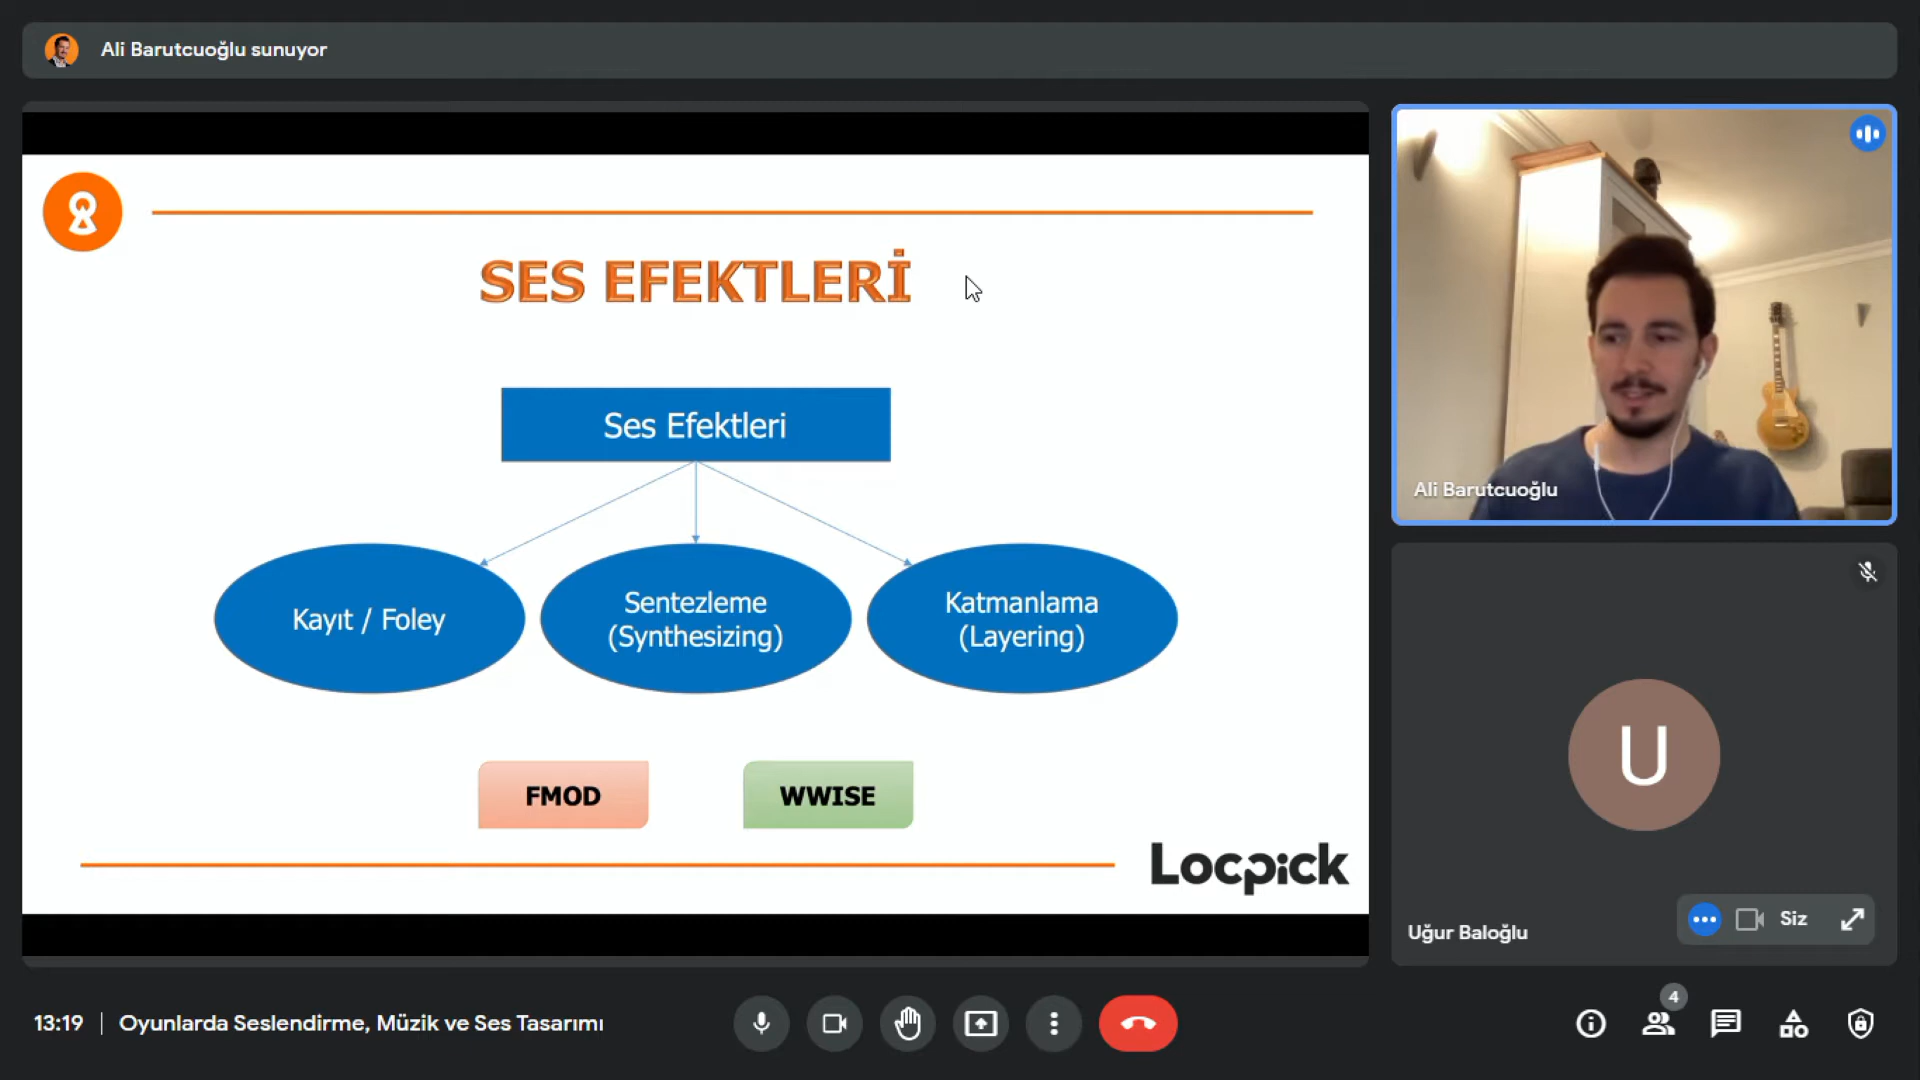 Ali Barutcuoğlu sunuyor
SES EFEKTLERİ
Ses Efektleri
Kayıt / Foley
Sentezleme
(Synthesizing)
Katmanlama
(Layering)
FMOD
WWISE
Locpick
Ali Barutcuoğlu
U
Uğur Baloğlu
Siz
13:19
Oyunlarda Seslendirme, Müzik ve Ses Tasarımı
4